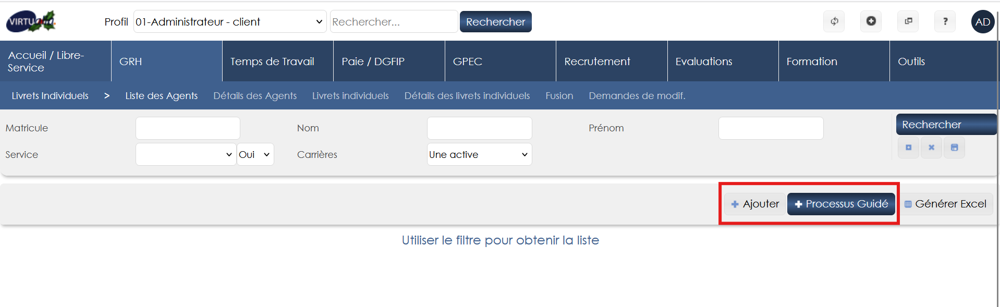 VIRTU
Profil 01-Administrateur - client Rechercher... Rechercher ? AD
Accueil / Libre-
Service
GRH Temps de Travail Paie / DGFIP GPEC Recrutement Evaluations Formation Outils
Livrets Individuels > Liste des Agents Détails des Agents Livrets individuels Détails des livrets individuels Fusion Demandes de modif.
Matricule Nom Prénom Rechercher
Service Oui Carrières Une active
Ajouter Processus Guidé Générer Excel
Utiliser le filtre pour obtenir la liste